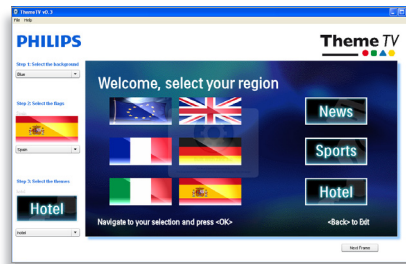 ThemeTV v0.3
File Help
PHILIPS
Theme TV
Step 1: Select the background
Blue
Step 2: Select the flags
Spain
Step 3: Select the themes
Hotel
Hotel
Welcome, select your region
News
Sports
Hotel
Navigate to your selection and press <OK>
<Back> to Exit
Next Frame